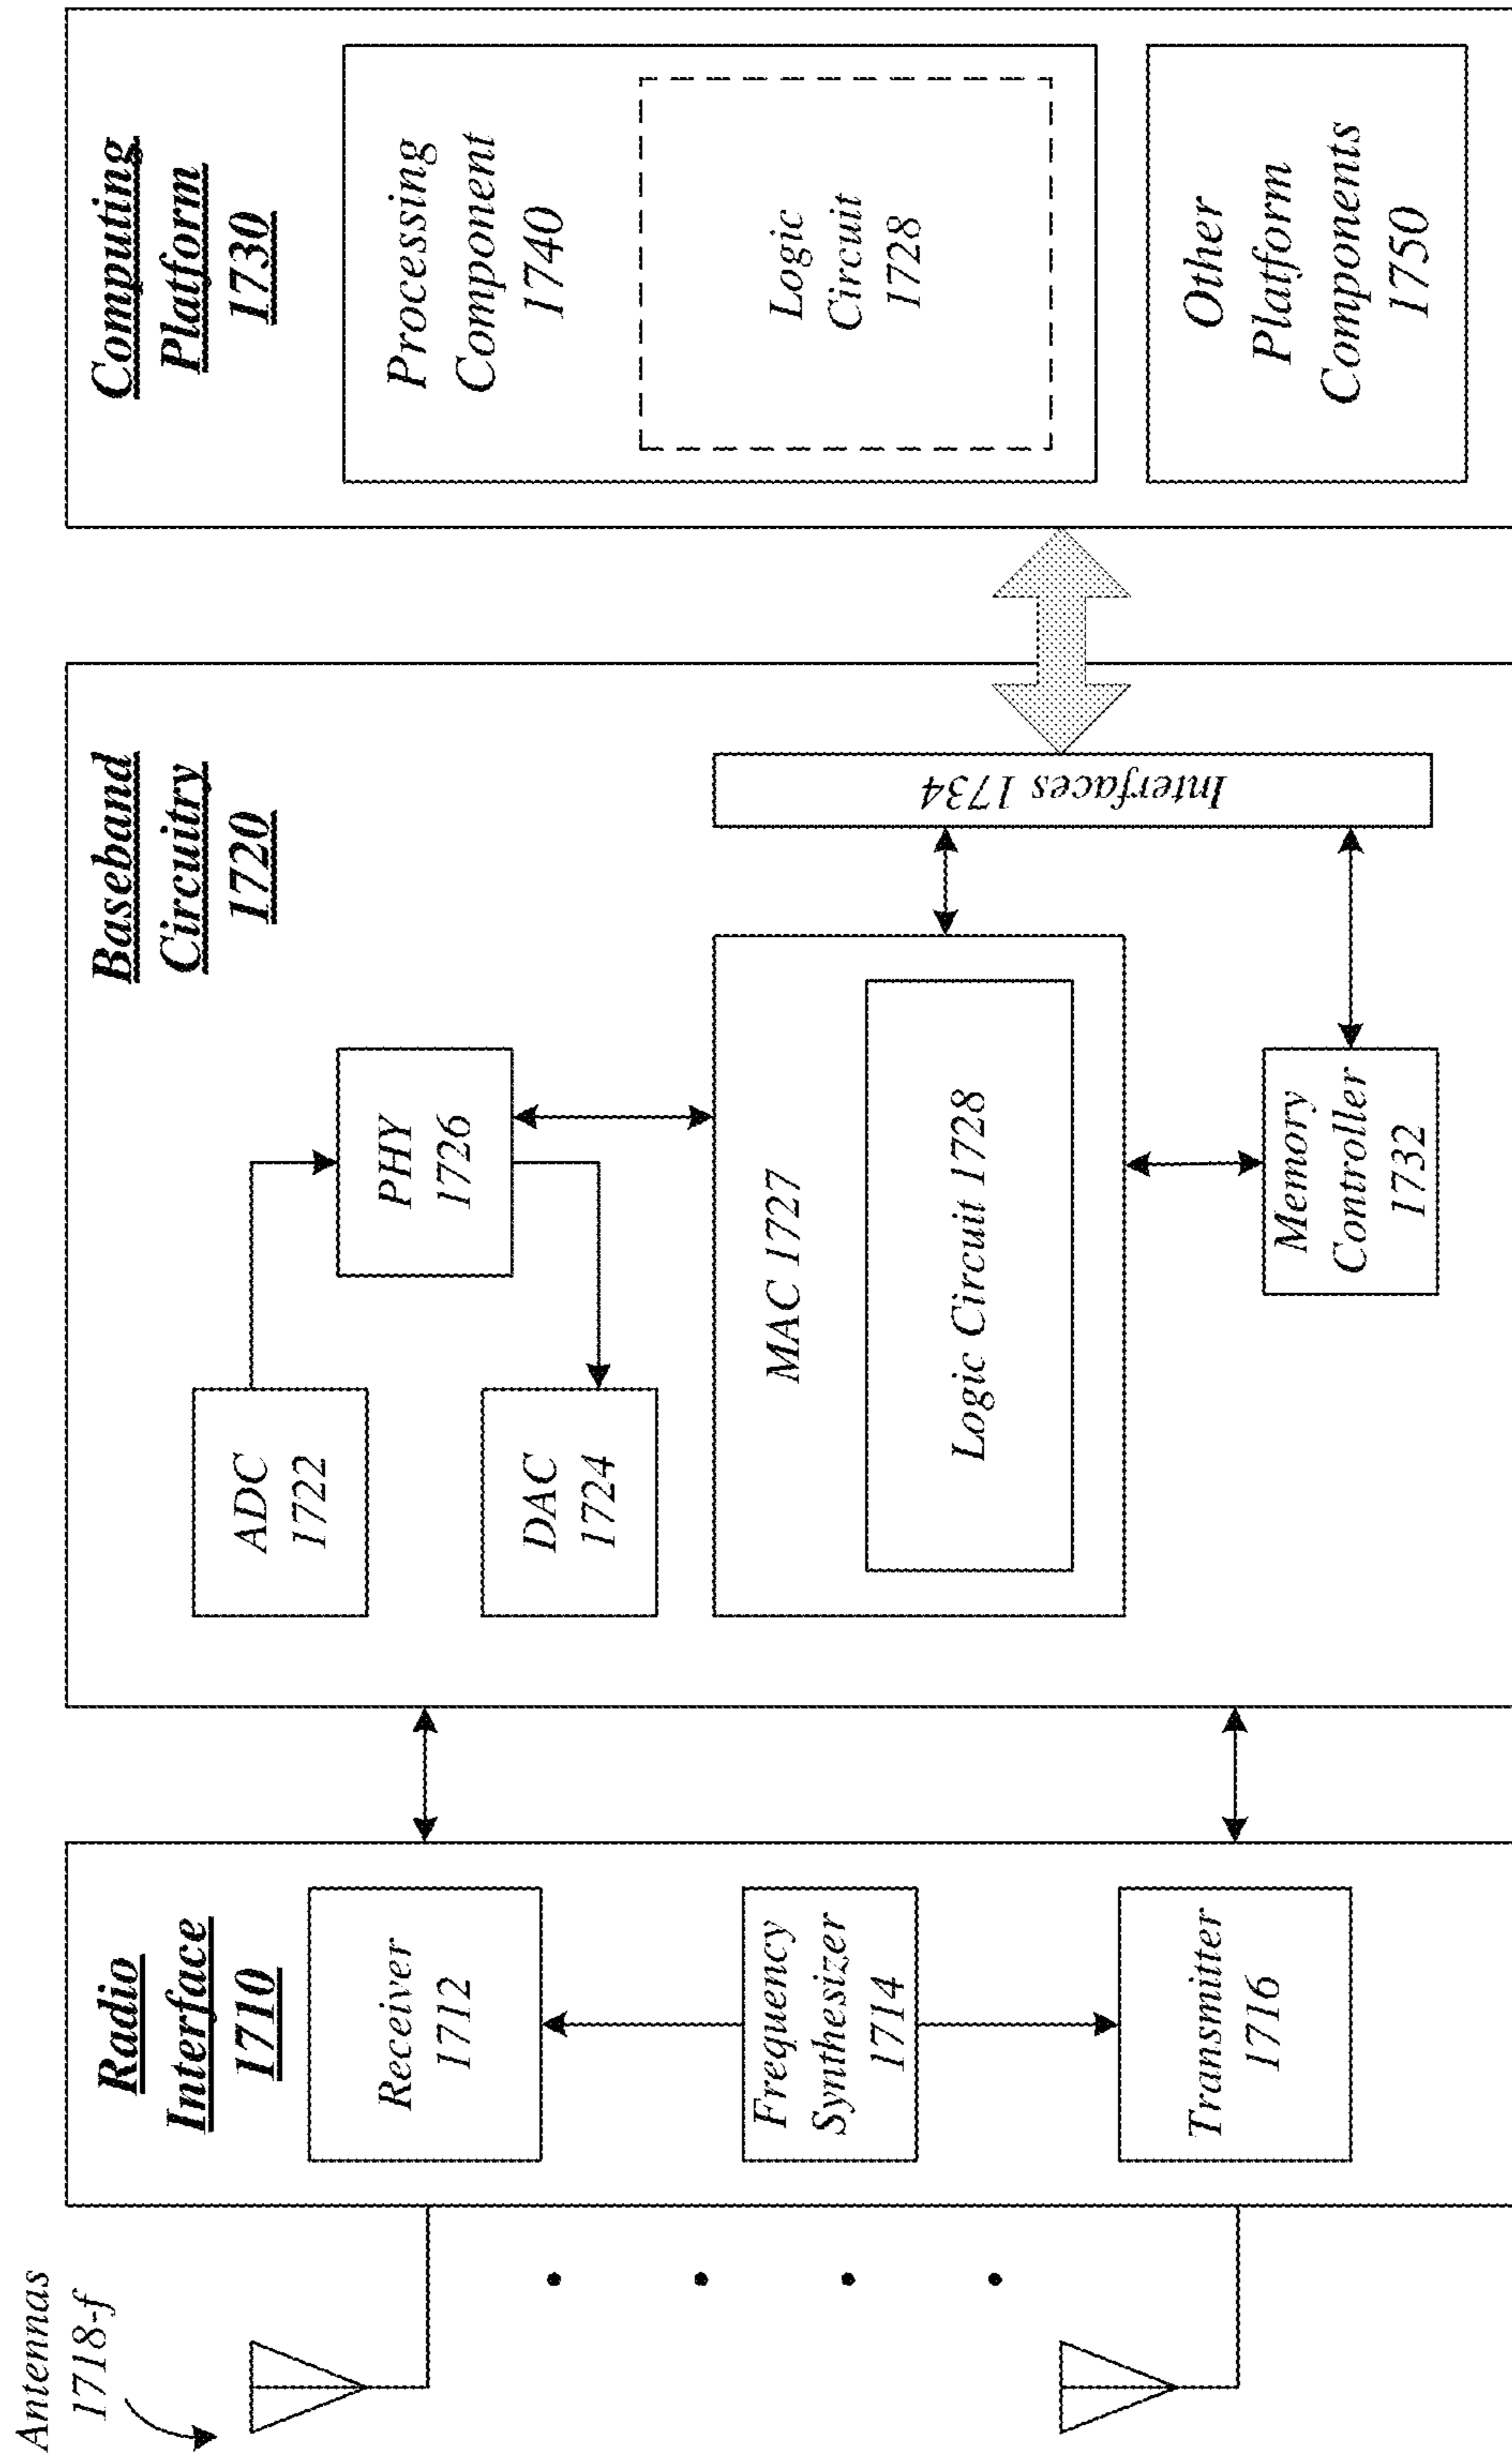 Antennas
1718-f
Radio
Interface
1710
Receiver
1712
Frequency
Synthesizer
1714
Transmitter
1716
Baseband
Circuitry
1720
ADC
1722
PHY
1726
DAC
1724
MAC 1727
Logic Circuit 1728
Memory
Controller
1732
Interfaces 1734
Computing
Platform
1730
Processing
Component
1740
Logic
Circuit
1728
Other
Platform
Components
1750